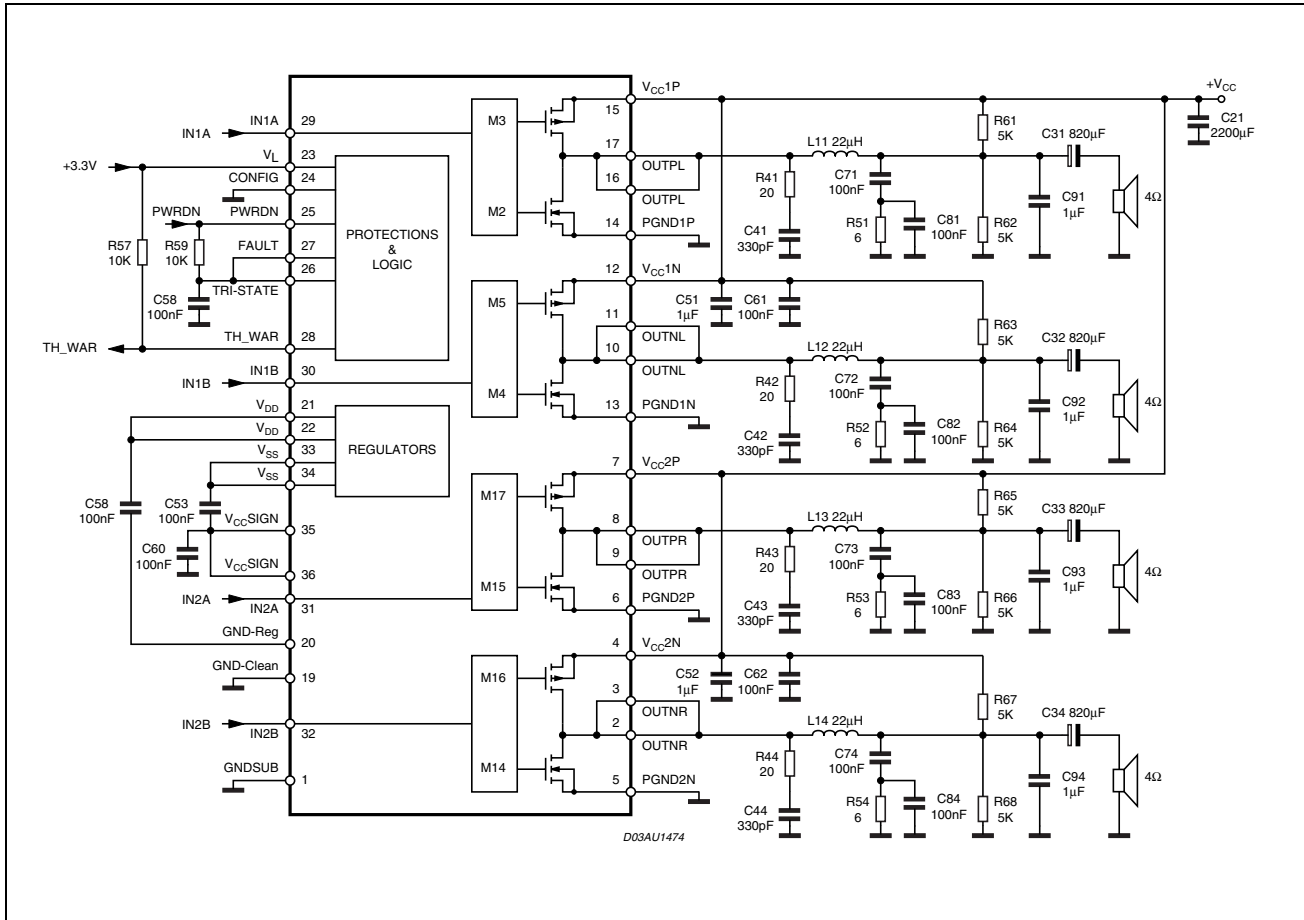 IN1A
IN1A
29
+3.3V
VL
23
CONFIG
24
PWRDN
PWRDN
25
R57
10K
R59
10K
FAULT
27
26
TRI-STATE
C58
100nF
PROTECTIONS
&
LOGIC
TH_WAR
TH_WAR
28
IN1B
IN1B
30
VDD
21
VDD
22
VSS
33
VSS
34
REGULATORS
C58
100nF
C53
100nF
VCCSIGN
35
C60
100nF
VCCSIGN
36
IN2A
IN2A
31
GND-Reg
20
GND-Clean
19
IN2B
IN2B
32
GNDSUB
1
M3
M2
VCC1P
15
17
OUTPL
16
OUTPL
14
PGND1P
M5
M4
12
VCC1N
11
OUTNL
10
OUTNL
13
PGND1N
M17
M15
7
VCC2P
8
OUTPR
9
OUTPR
6
PGND2P
M16
M14
4
VCC2N
3
OUTNR
2
OUTNR
5
PGND2N
+VCC
C21
2200µF
L11 22µH
R41
20
C41
330pF
C71
100nF
R51
6
C81
100nF
R61
5K
R62
5K
C31 820µF
C91
1µF
4Ω
C51
1µF
C61
100nF
L12 22µH
R42
20
C42
330pF
C72
100nF
R52
6
C82
100nF
R63
5K
R64
5K
C32 820µF
C92
1µF
4Ω
L13 22µH
R43
20
C43
330pF
C73
100nF
R53
6
C83
100nF
R65
5K
R66
5K
C33 820µF
C93
1µF
4Ω
C52
1µF
C62
100nF
L14 22µH
R44
20
C44
330pF
C74
100nF
R54
6
C84
100nF
R67
5K
R68
5K
C34 820µF
C94
1µF
4Ω
D03AU1474